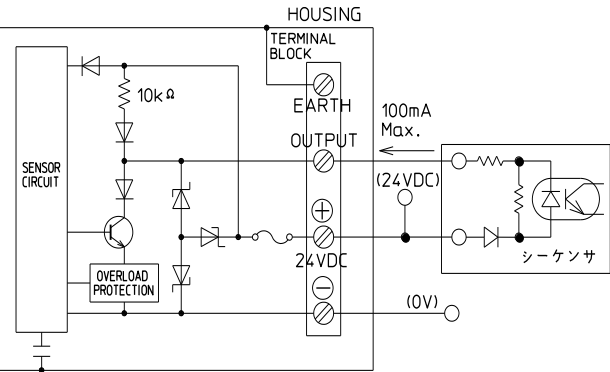 HOUSING
TERMINAL
BLOCK
10kΩ
EARTH
100mA
Max.
OUTPUT
SENSOR
CIRCUIT
(24VDC)
+
24VDC
シーケンサ
OVERLOAD
PROTECTION
−
(0V)